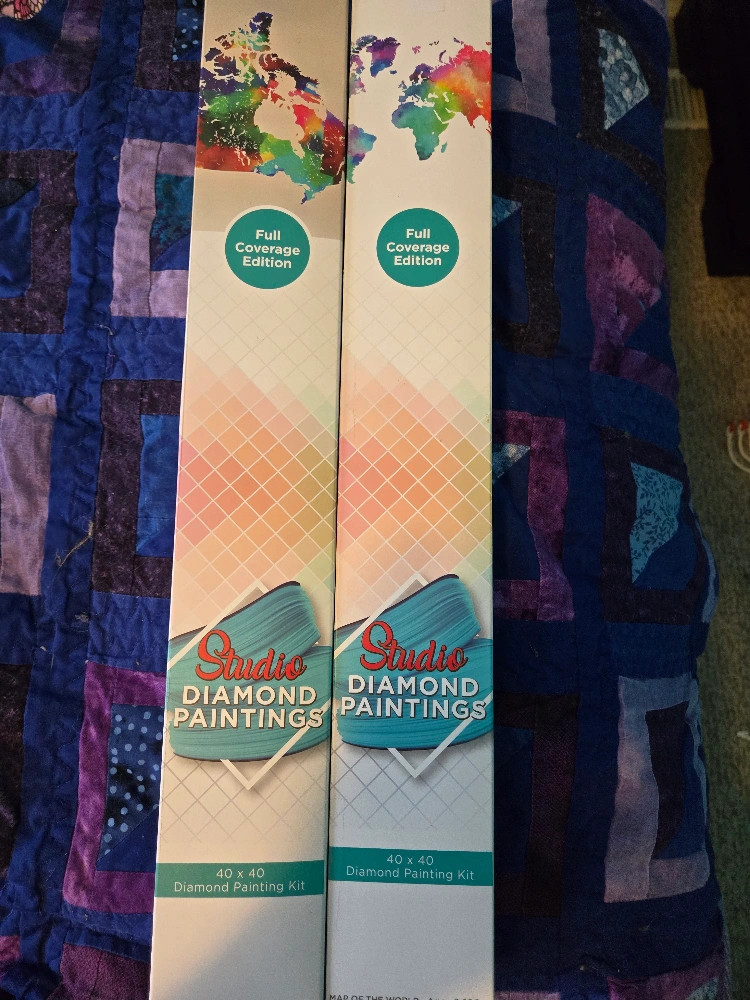 Full
Coverage
Edition
Studio
DIAMOND
PAINTINGS
40 x 40
Diamond Painting Kit
Full
Coverage
Edition
Studio
DIAMOND
PAINTINGS
40 x 40
Diamond Painting Kit
MAP OF THE WORLD